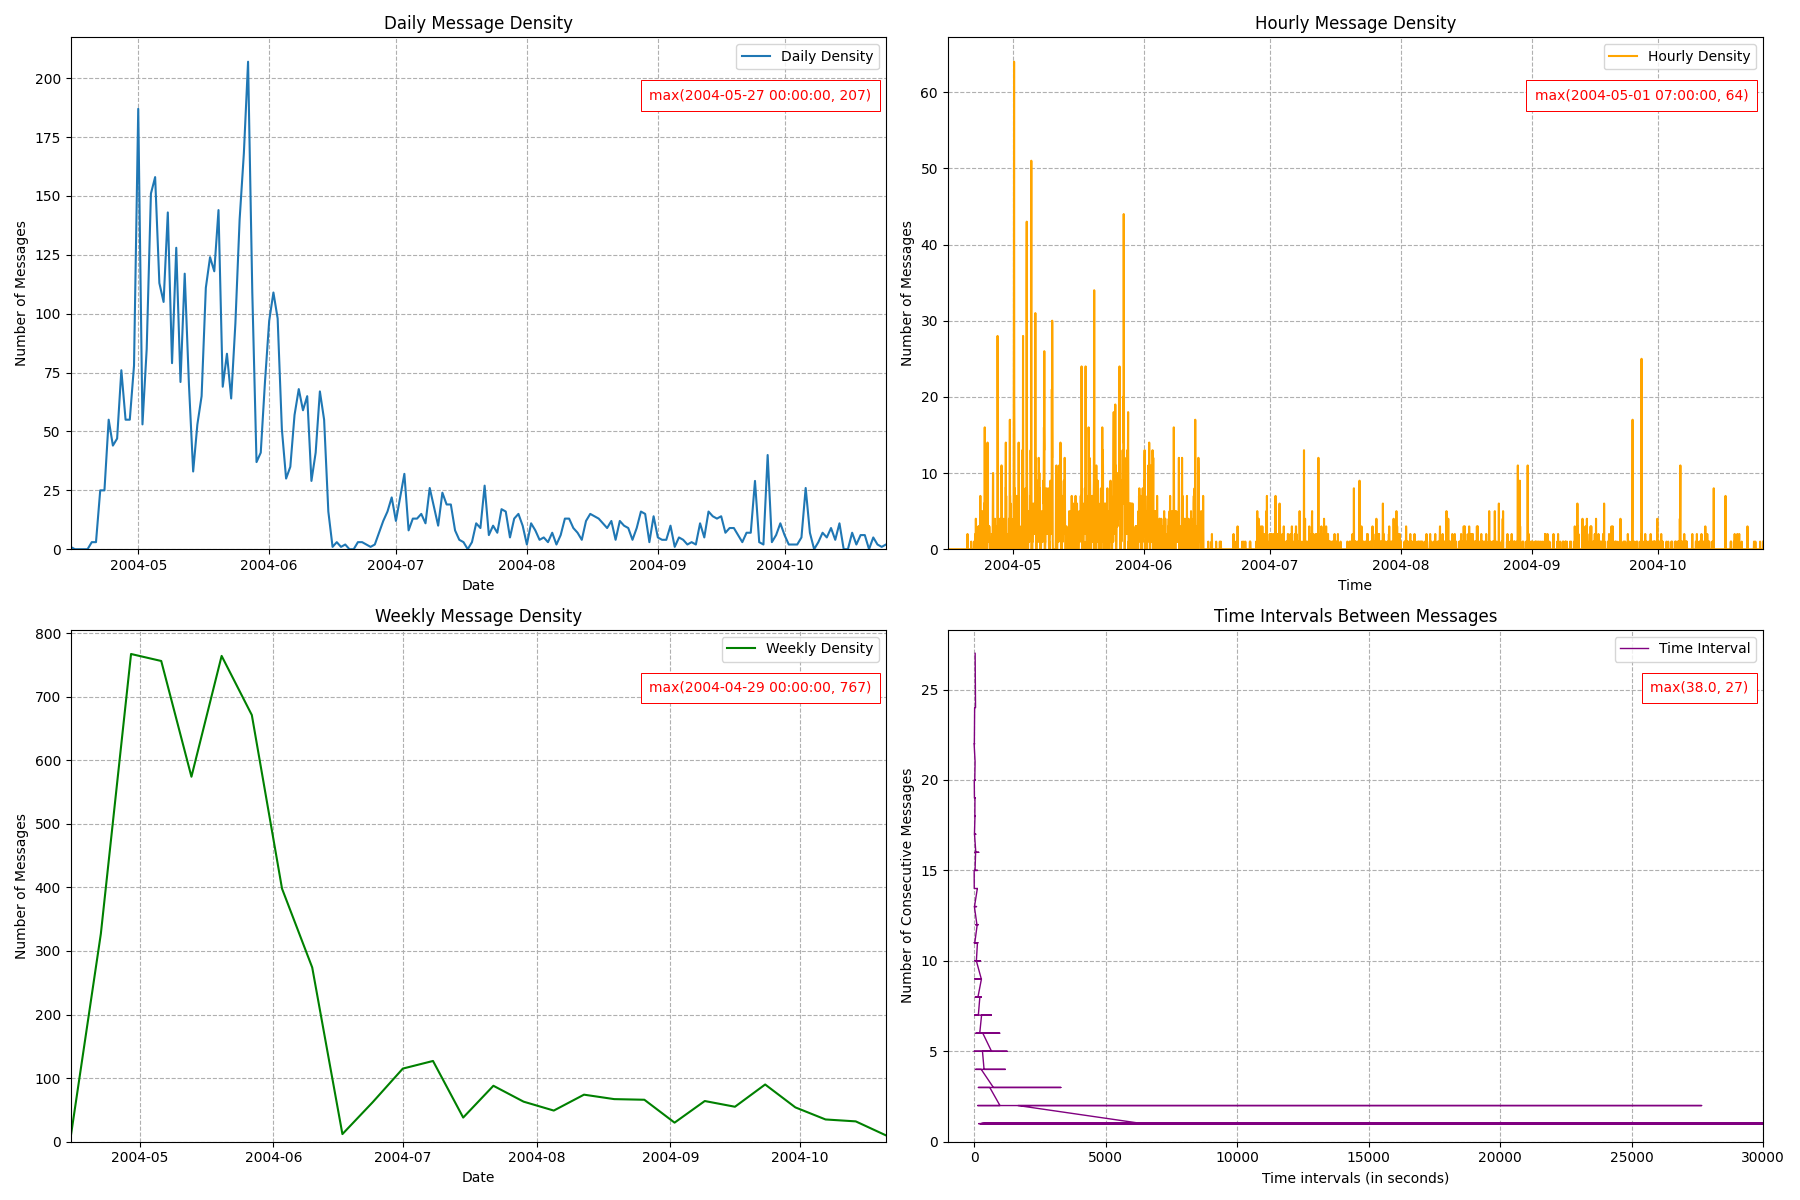 Daily Message Density
Daily Density
max(2004-05-27 00:00:00, 207)
Number of Messages
200
175
150
125
100
75
50
25
0
2004-05 2004-06 2004-07 2004-08 2004-09 2004-10
Date
Hourly Message Density
Hourly Density
max(2004-05-01 07:00:00, 64)
Number of Messages
60
50
40
30
20
10
0
2004-05 2004-06 2004-07 2004-08 2004-09 2004-10
Time
Weekly Message Density
Weekly Density
max(2004-04-29 00:00:00, 767)
Number of Messages
800
700
600
500
400
300
200
100
0
2004-05 2004-06 2004-07 2004-08 2004-09 2004-10
Date
Time Intervals Between Messages
Time Interval
max(38.0, 27)
Number of Consecutive Messages
25
20
15
10
5
0
0 5000 10000 15000 20000 25000 30000
Time intervals (in seconds)